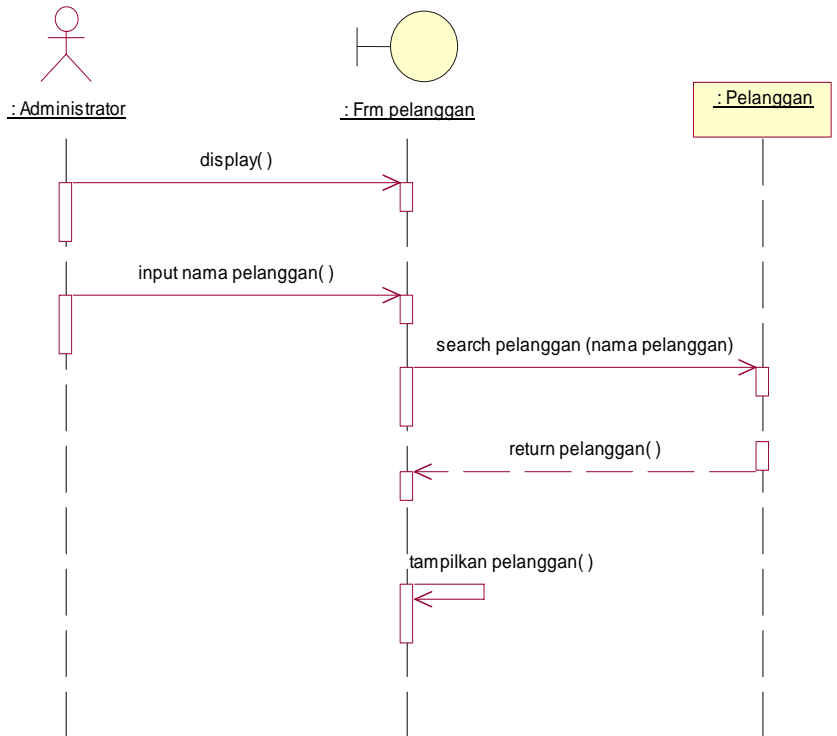 : Administrator
: Frm pelanggan
: Pelanggan
display( )
input nama pelanggan( )
search pelanggan (nama pelanggan)
return pelanggan( )
tampilkan pelanggan( )